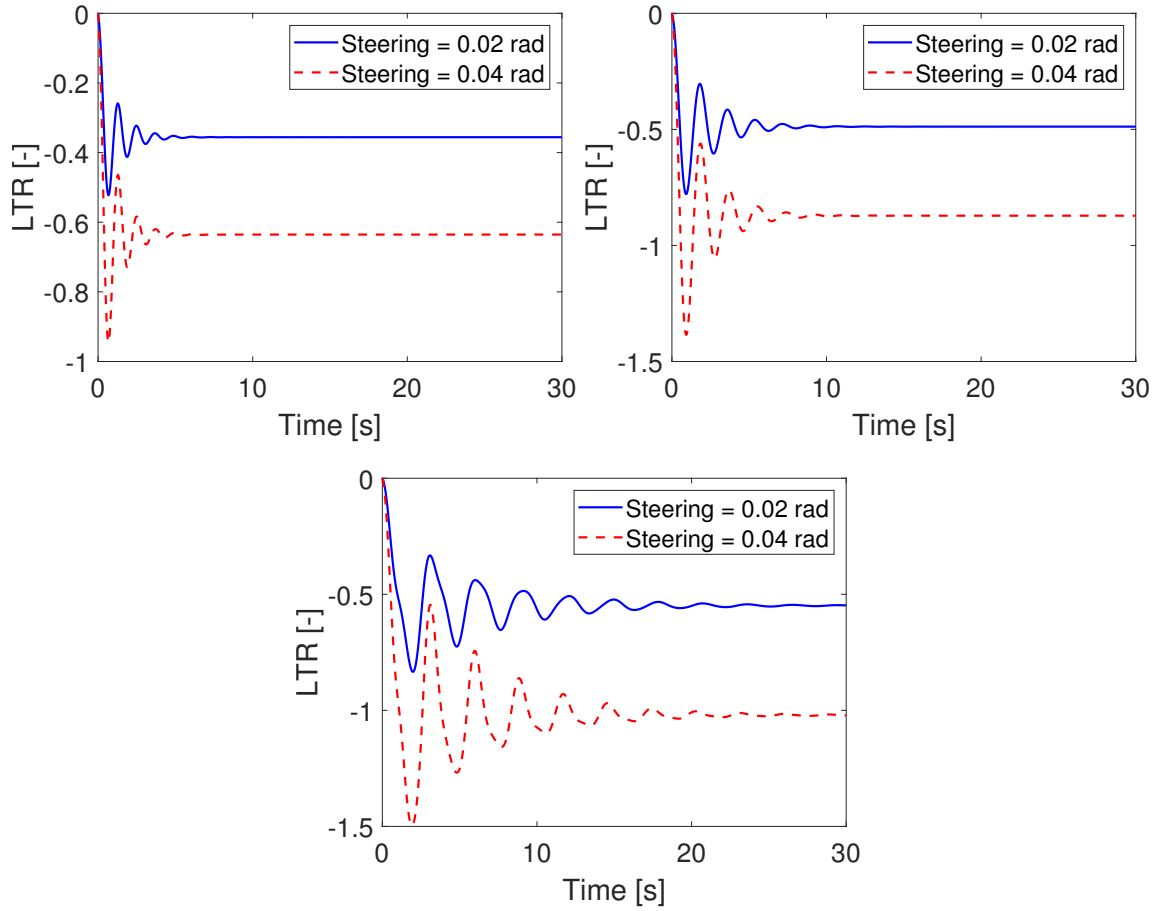 0
-0.2
-0.4
-0.6
-0.8
-1
LTR [-]
Steering = 0.02 rad
Steering = 0.04 rad
0 10 20 30
Time [s]
0
-0.5
-1
-1.5
LTR [-]
Steering = 0.02 rad
Steering = 0.04 rad
0 10 20 30
Time [s]
0
-0.5
-1
-1.5
LTR [-]
Steering = 0.02 rad
Steering = 0.04 rad
0 10 20 30
Time [s]